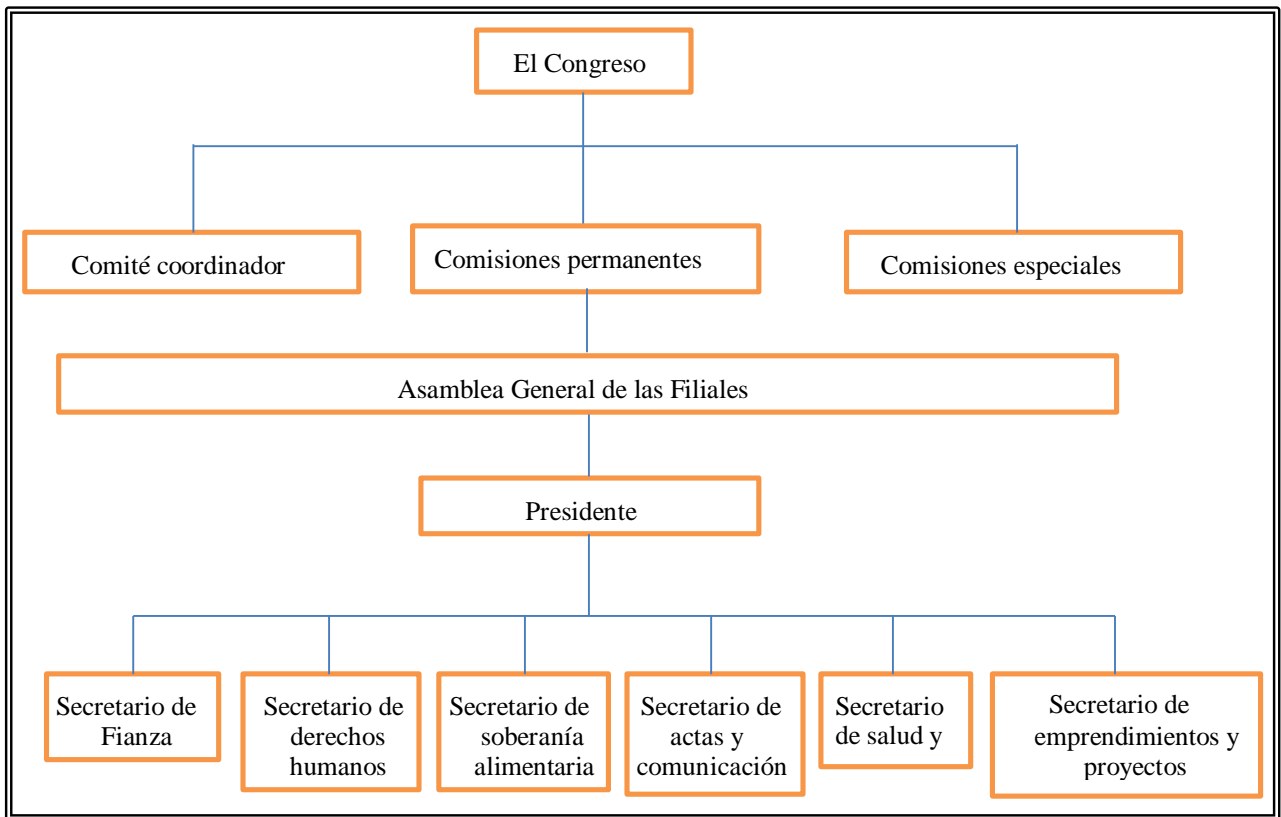 El Congreso
Comité coordinador
Comisiones permanentes
Comisiones especiales
Asamblea General de las Filiales
Presidente
Secretario de
Fianza
Secretario de
derechos
humanos
Secretario de
soberanía
alimentaria
Secretario de
actas y
comunicación
Secretario
de salud y
Secretario de
emprendimientos y
proyectos